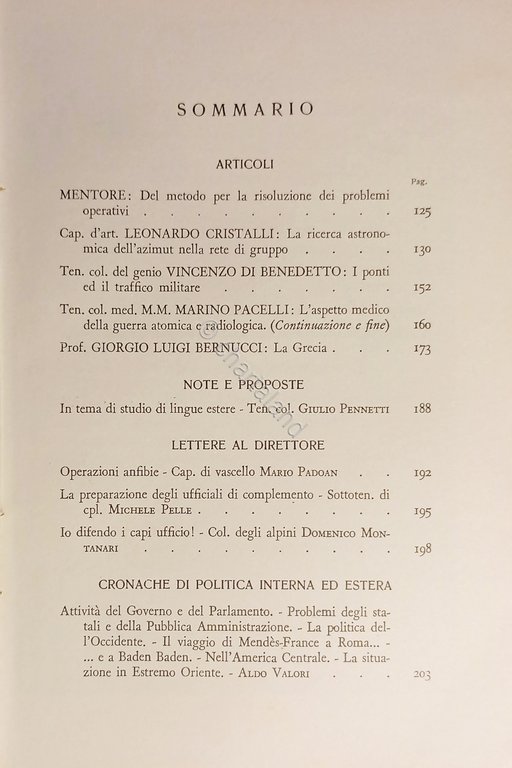 SOMMARIO
ARTICOLI
Pag.
MENTORE: Del metodo per la risoluzione dei problemi
operativi . . . . . . . . . . 125
Cap. d'art. LEONARDO CRISTALLI: La ricerca astrono-
mica dell'azimut nella rete di gruppo . . . . 130
Ten. col. del genio VINCENZO DI BENEDETTO: I ponti
ed il traffico militare . . . . . . . 152
Ten. col. med. M.M. MARINO PACELLI: L'aspetto medico
della guerra atomica e radiologica. (Continuazione e fine) 160
Prof. GIORGIO LUIGI BERNUCCI: La Grecia . . . 173
NOTE E PROPOSTE
In tema di studio di lingue estere - Ten. col. GIULIO PENNETTI 188
LETTERE AL DIRETTORE
Operazioni anfibie - Cap. di vascello MARIO PADOAN . . 192
La preparazione degli ufficiali di complemento - Sottoten. di
cpl. MICHELE PELLE . . . . . . . . 195
Io difendo i capi ufficio! - Col. degli alpini DOMENICO MON-
TANARI . . . . . . . . . . 198
CRONACHE DI POLITICA INTERNA ED ESTERA
Attività del Governo e del Parlamento. - Problemi degli sta-
tali e della Pubblica Amministrazione. - La politica del-
l'Occidente. - Il viaggio di Mendès-France a Roma... -
... e a Baden Baden. - Nell'America Centrale. - La situa-
zione in Estremo Oriente. - ALDO VALORI . . . 203
© chartaland